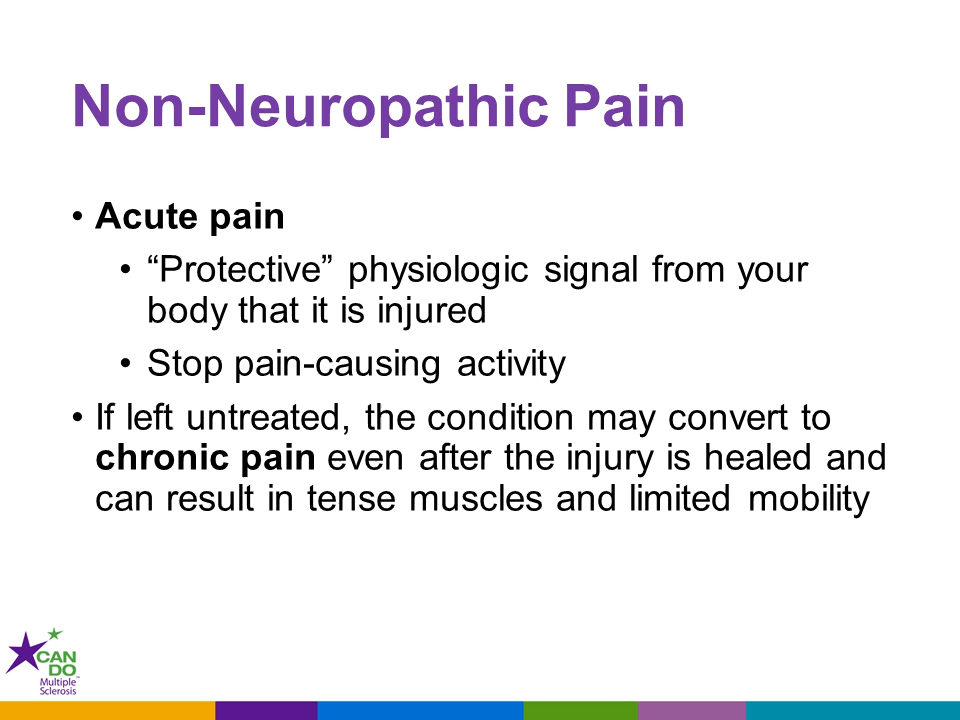 Non-Neuropathic Pain
• Acute pain
• “Protective” physiologic signal from your
body that it is injured
• Stop pain-causing activity
• If left untreated, the condition may convert to
chronic pain even after the injury is healed and
can result in tense muscles and limited mobility
CAN
DO™
Multiple
Sclerosis